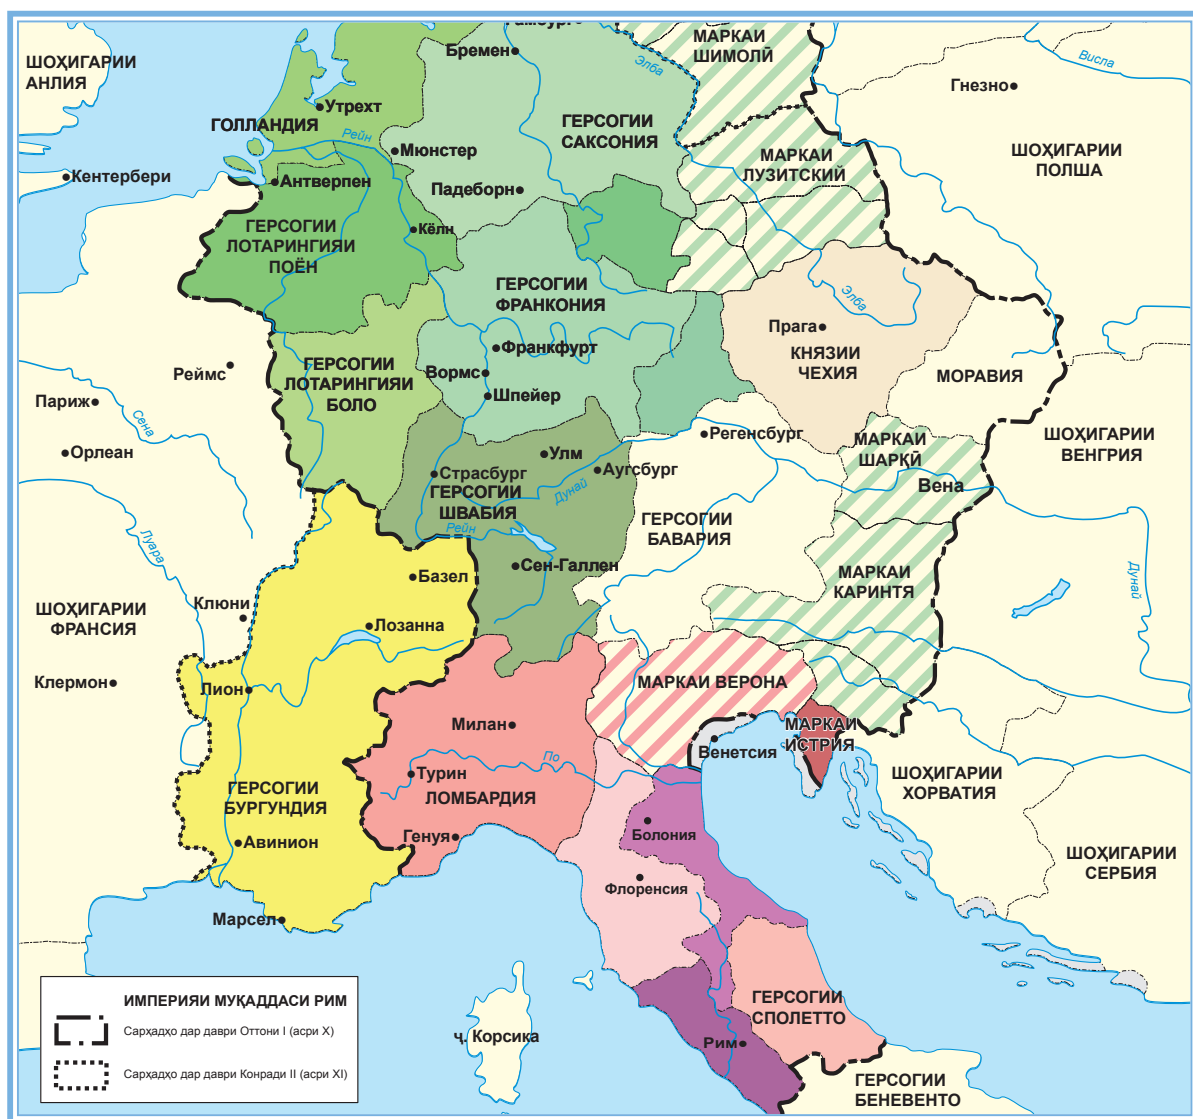 Гамбург
МАРКАИ
ШИМОЛӢ
Бремен
Элба
Висла
ШОҲИГАРИИ
АНЛИЯ
Гнезно
Утрехт
ГОЛЛАНДИЯ
Рейн
ГЕРСОГИИ
САКСОНИЯ
Мюнстер
МАРКАИ
ЛУЗИТСКИЙ
ШОҲИГАРИИ
ПОЛША
Кентербери
Антверпен
Падеборн
ГЕРСОГИИ
ЛОТАРИНГИЯИ
ПОЁН
Кёлн
ГЕРСОГИИ
ФРАНКОНИЯ
Элба
Прага
КНЯЗИИ
ЧЕХИЯ
Франкфурт
Реймс
ГЕРСОГИИ
ЛОТАРИНГИЯИ
БОЛО
Вормс
Шпейер
МОРАВИЯ
Париж
Сена
Орлеан
Регенсбург
МАРКАИ
ШАРҚӢ
ШОҲИГАРИИ
ВЕНГРИЯ
Улм
Страсбург
Аугсбург
Дунай
Вена
ГЕРСОГИИ
ШВАБИЯ
Рейн
ГЕРСОГИИ
БАВАРИЯ
Луара
Сен-Галлен
Базел
МАРКАИ
КАРИНТЯ
Дунай
ШОҲИГАРИИ
ФРАНСИЯ
Клюни
Лозанна
Клермон
Лион
МАРКАИ ВЕРОНА
Милан
МАРКАИ
ИСТРИЯ
Венетсия
По
Турин
ЛОМБАРДИЯ
ГЕРСОГИИ
БУРГУНДИЯ
ШОҲИГАРИИ
ХОРВАТИЯ
Генуя
Болония
Авинион
ШОҲИГАРИИ
СЕРБИЯ
Флоренсия
Марсел
ИМПЕРИЯИ МУҚАДДАСИ РИМ
Сарҳадҳо дар даври Оттони I (асри X)
Сарҳадҳо дар даври Конради II (асри XI)
ГЕРСОГИИ
СПОЛЕТТО
ҷ. Корсика
Рим
ГЕРСОГИИ
БЕНЕВЕНТО